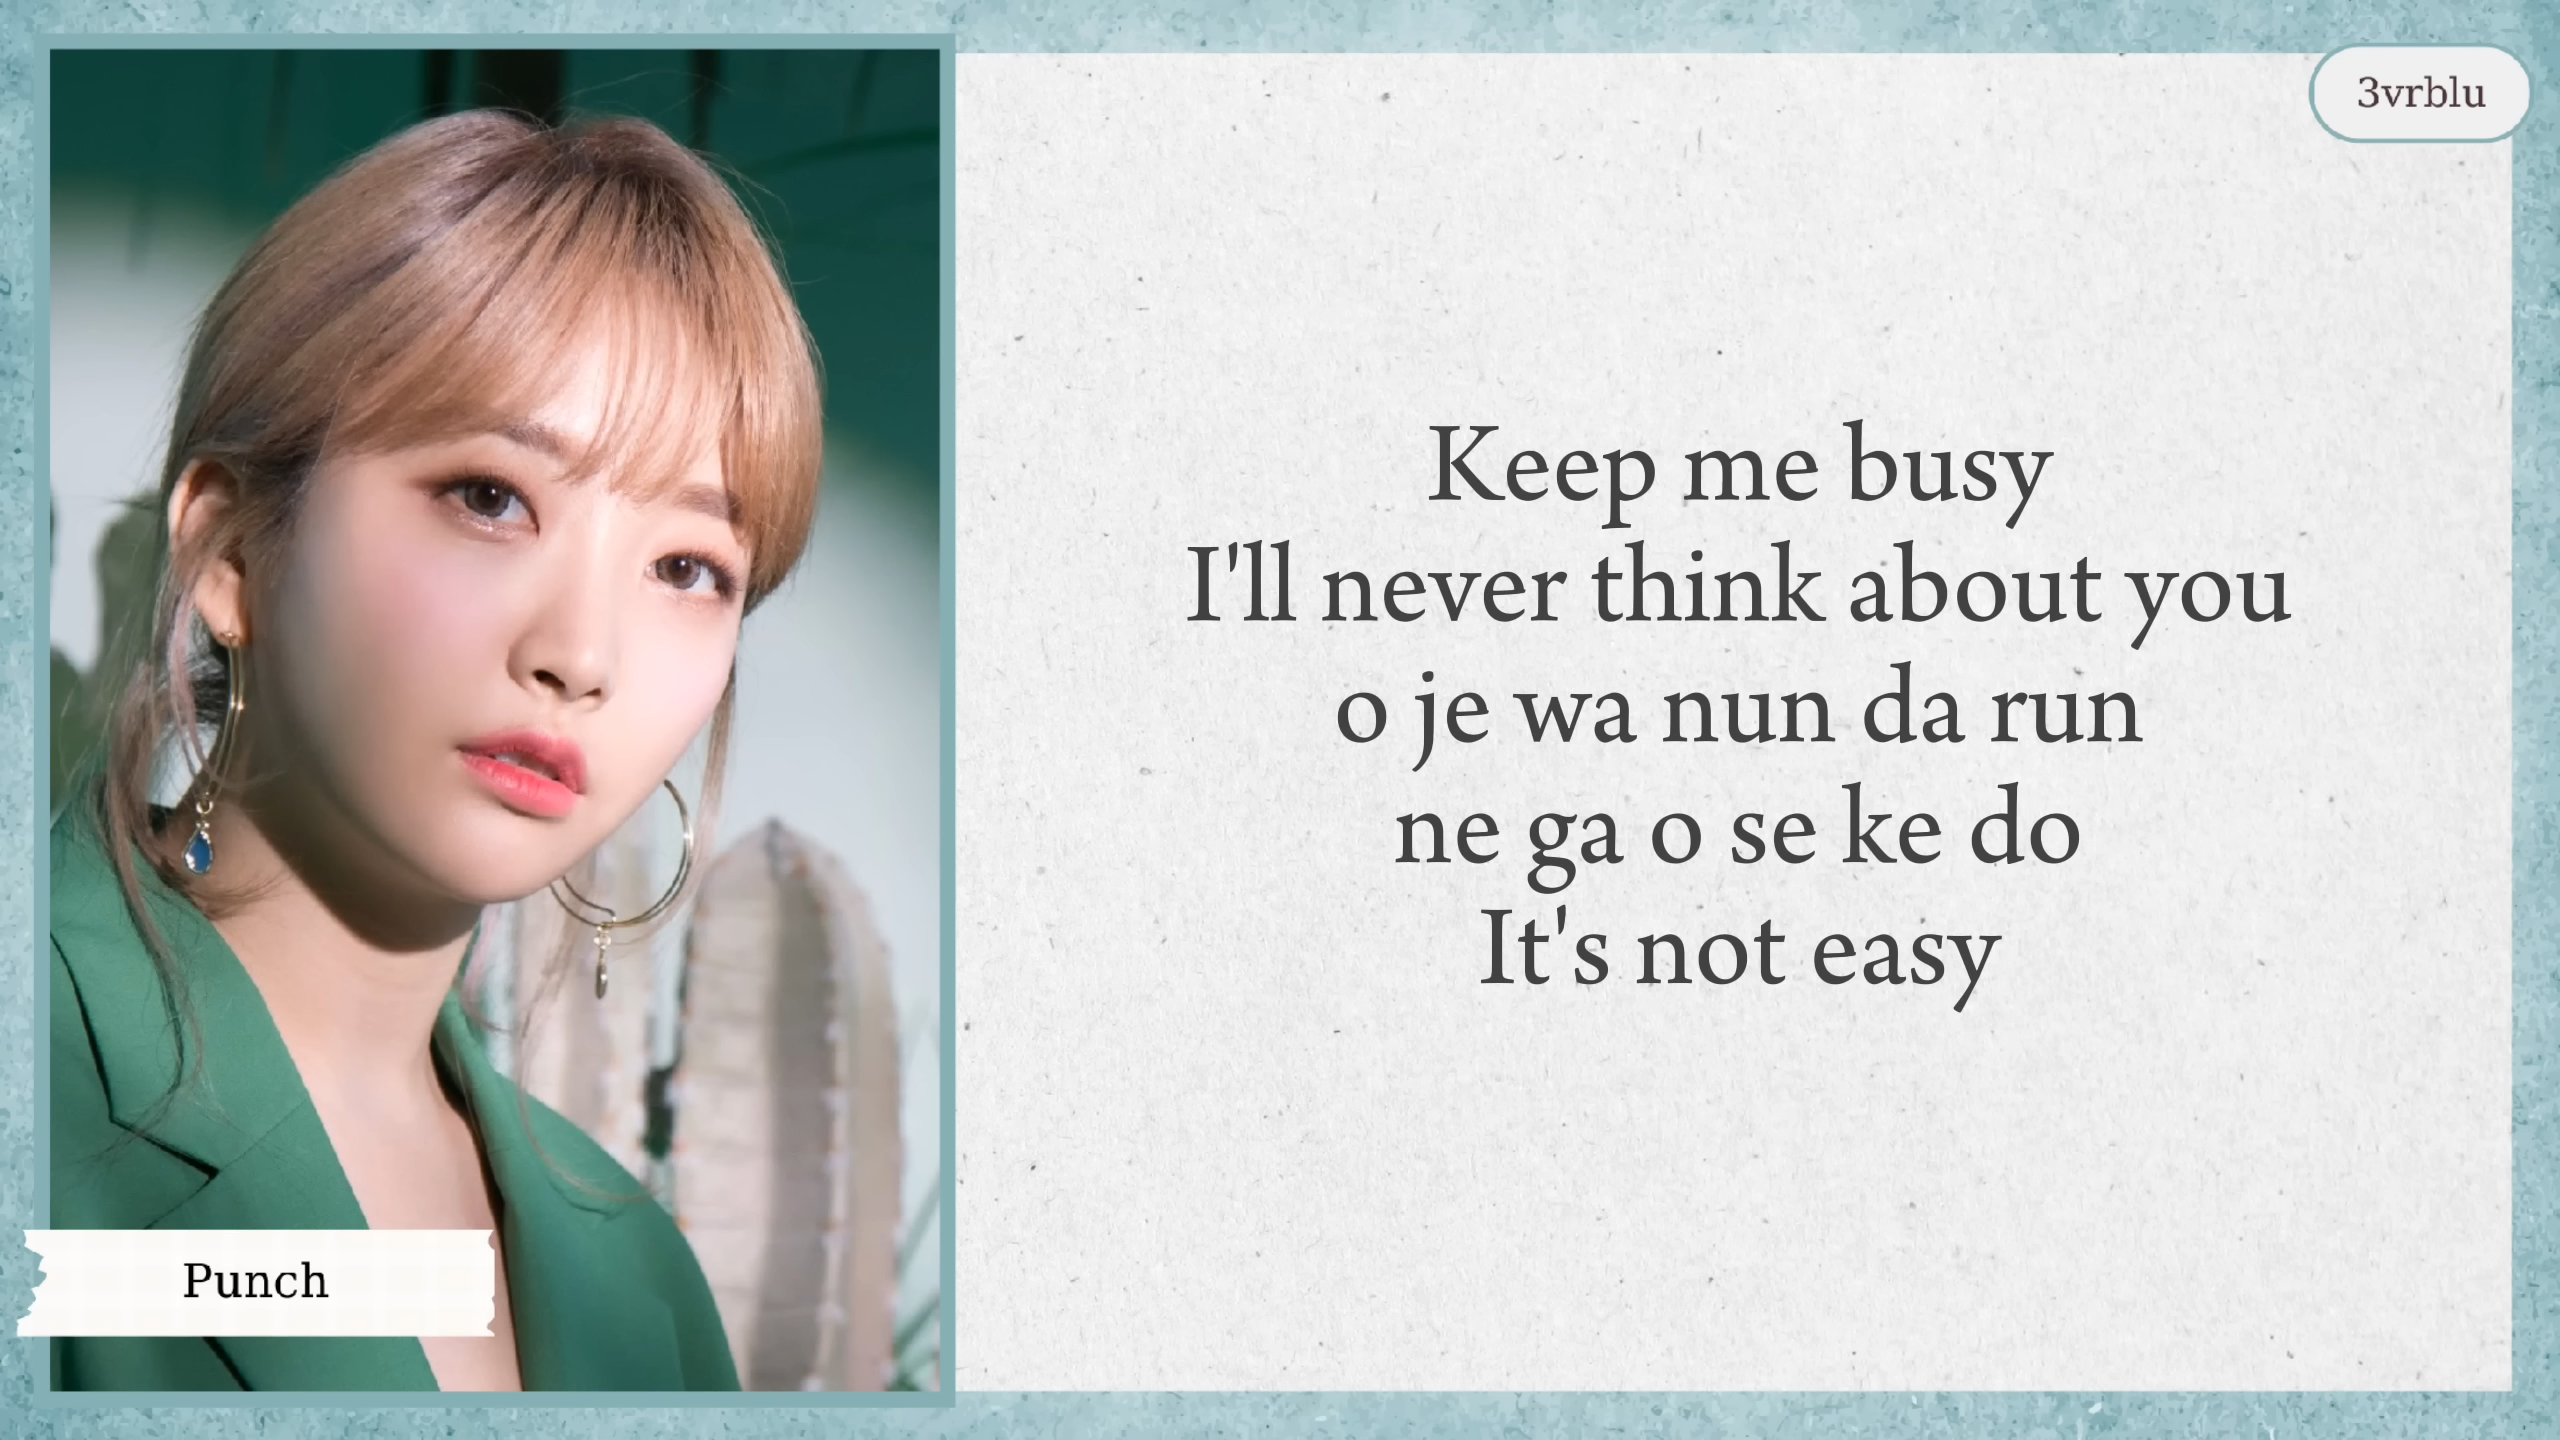 3vrblu
Keep me busy
I'll never think about you
o je wa nun da run
ne ga o se ke do
It's not easy
Punch